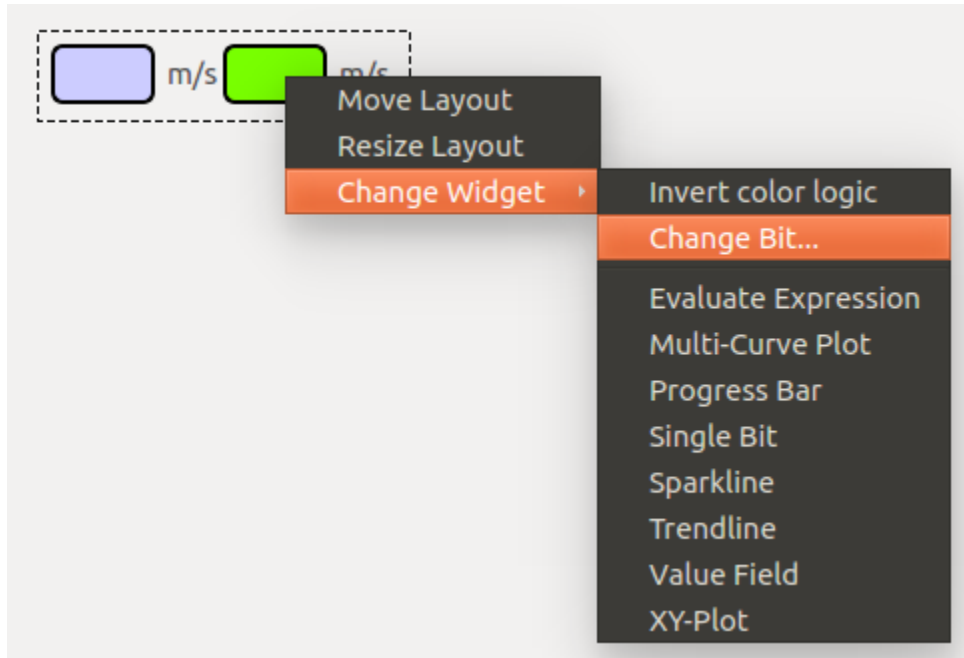 m/s m/s
Move Layout
Resize Layout
Change Widget
Invert color logic
Change Bit...
Evaluate Expression
Multi-Curve Plot
Progress Bar
Single Bit
Sparkline
Trendline
Value Field
XY-Plot